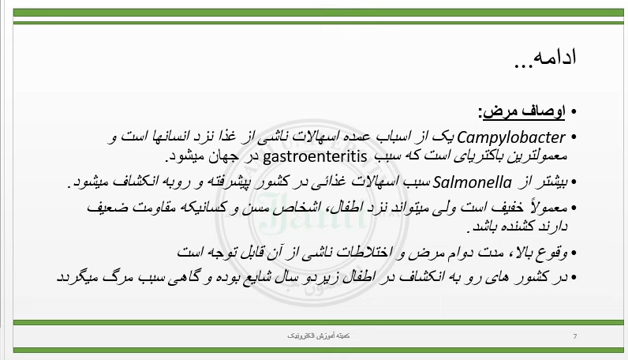 ادامه...
• اوصاف مرض:
• Campylobacter یک از اسباب عمده اسهالات ناشی از غذا نزد انسانها است و
معمولترین باکتریای است که سبب gastroenteritis در جهان میشود.
• بیشتر از Salmonella سبب اسهالات غذائی در کشور پیشرفته و روبه انکشاف میشود.
• معمولاً خفیف است ولی میتواند نزد اطفال، اشخاص مسن و کسانیکه مقاومت ضعیف
دارند کشنده باشد.
• وقوع بالا، مدت دوام مرض و اختلاطات ناشی از آن قابل توجه است
• در کشور های رو به انکشاف در اطفال زیردو سال شایع بوده و گاهی سبب مرگ میگردد
کمیته آموزش الکترونیک
7